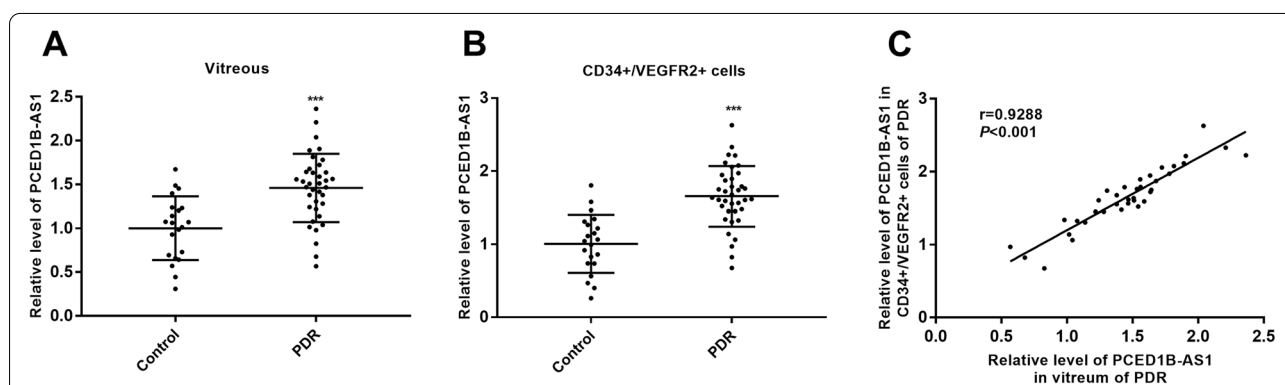 A
Vitreous
Relative level of PCED1B-AS1
2.5
2.0
1.5
1.0
0.5
0.0
***
Control
PDR
B
CD34+/VEGFR2+ cells
Relative level of PCED1B-AS1
3
2
1
0
***
Control
PDR
C
Relative level of PCED1B-AS1 in
CD34+/VEGFR2+ cells of PDR
3
2
1
0
r=0.9288
P<0.001
0.0 0.5 1.0 1.5 2.0 2.5
Relative level of PCED1B-AS1
in vitreum of PDR